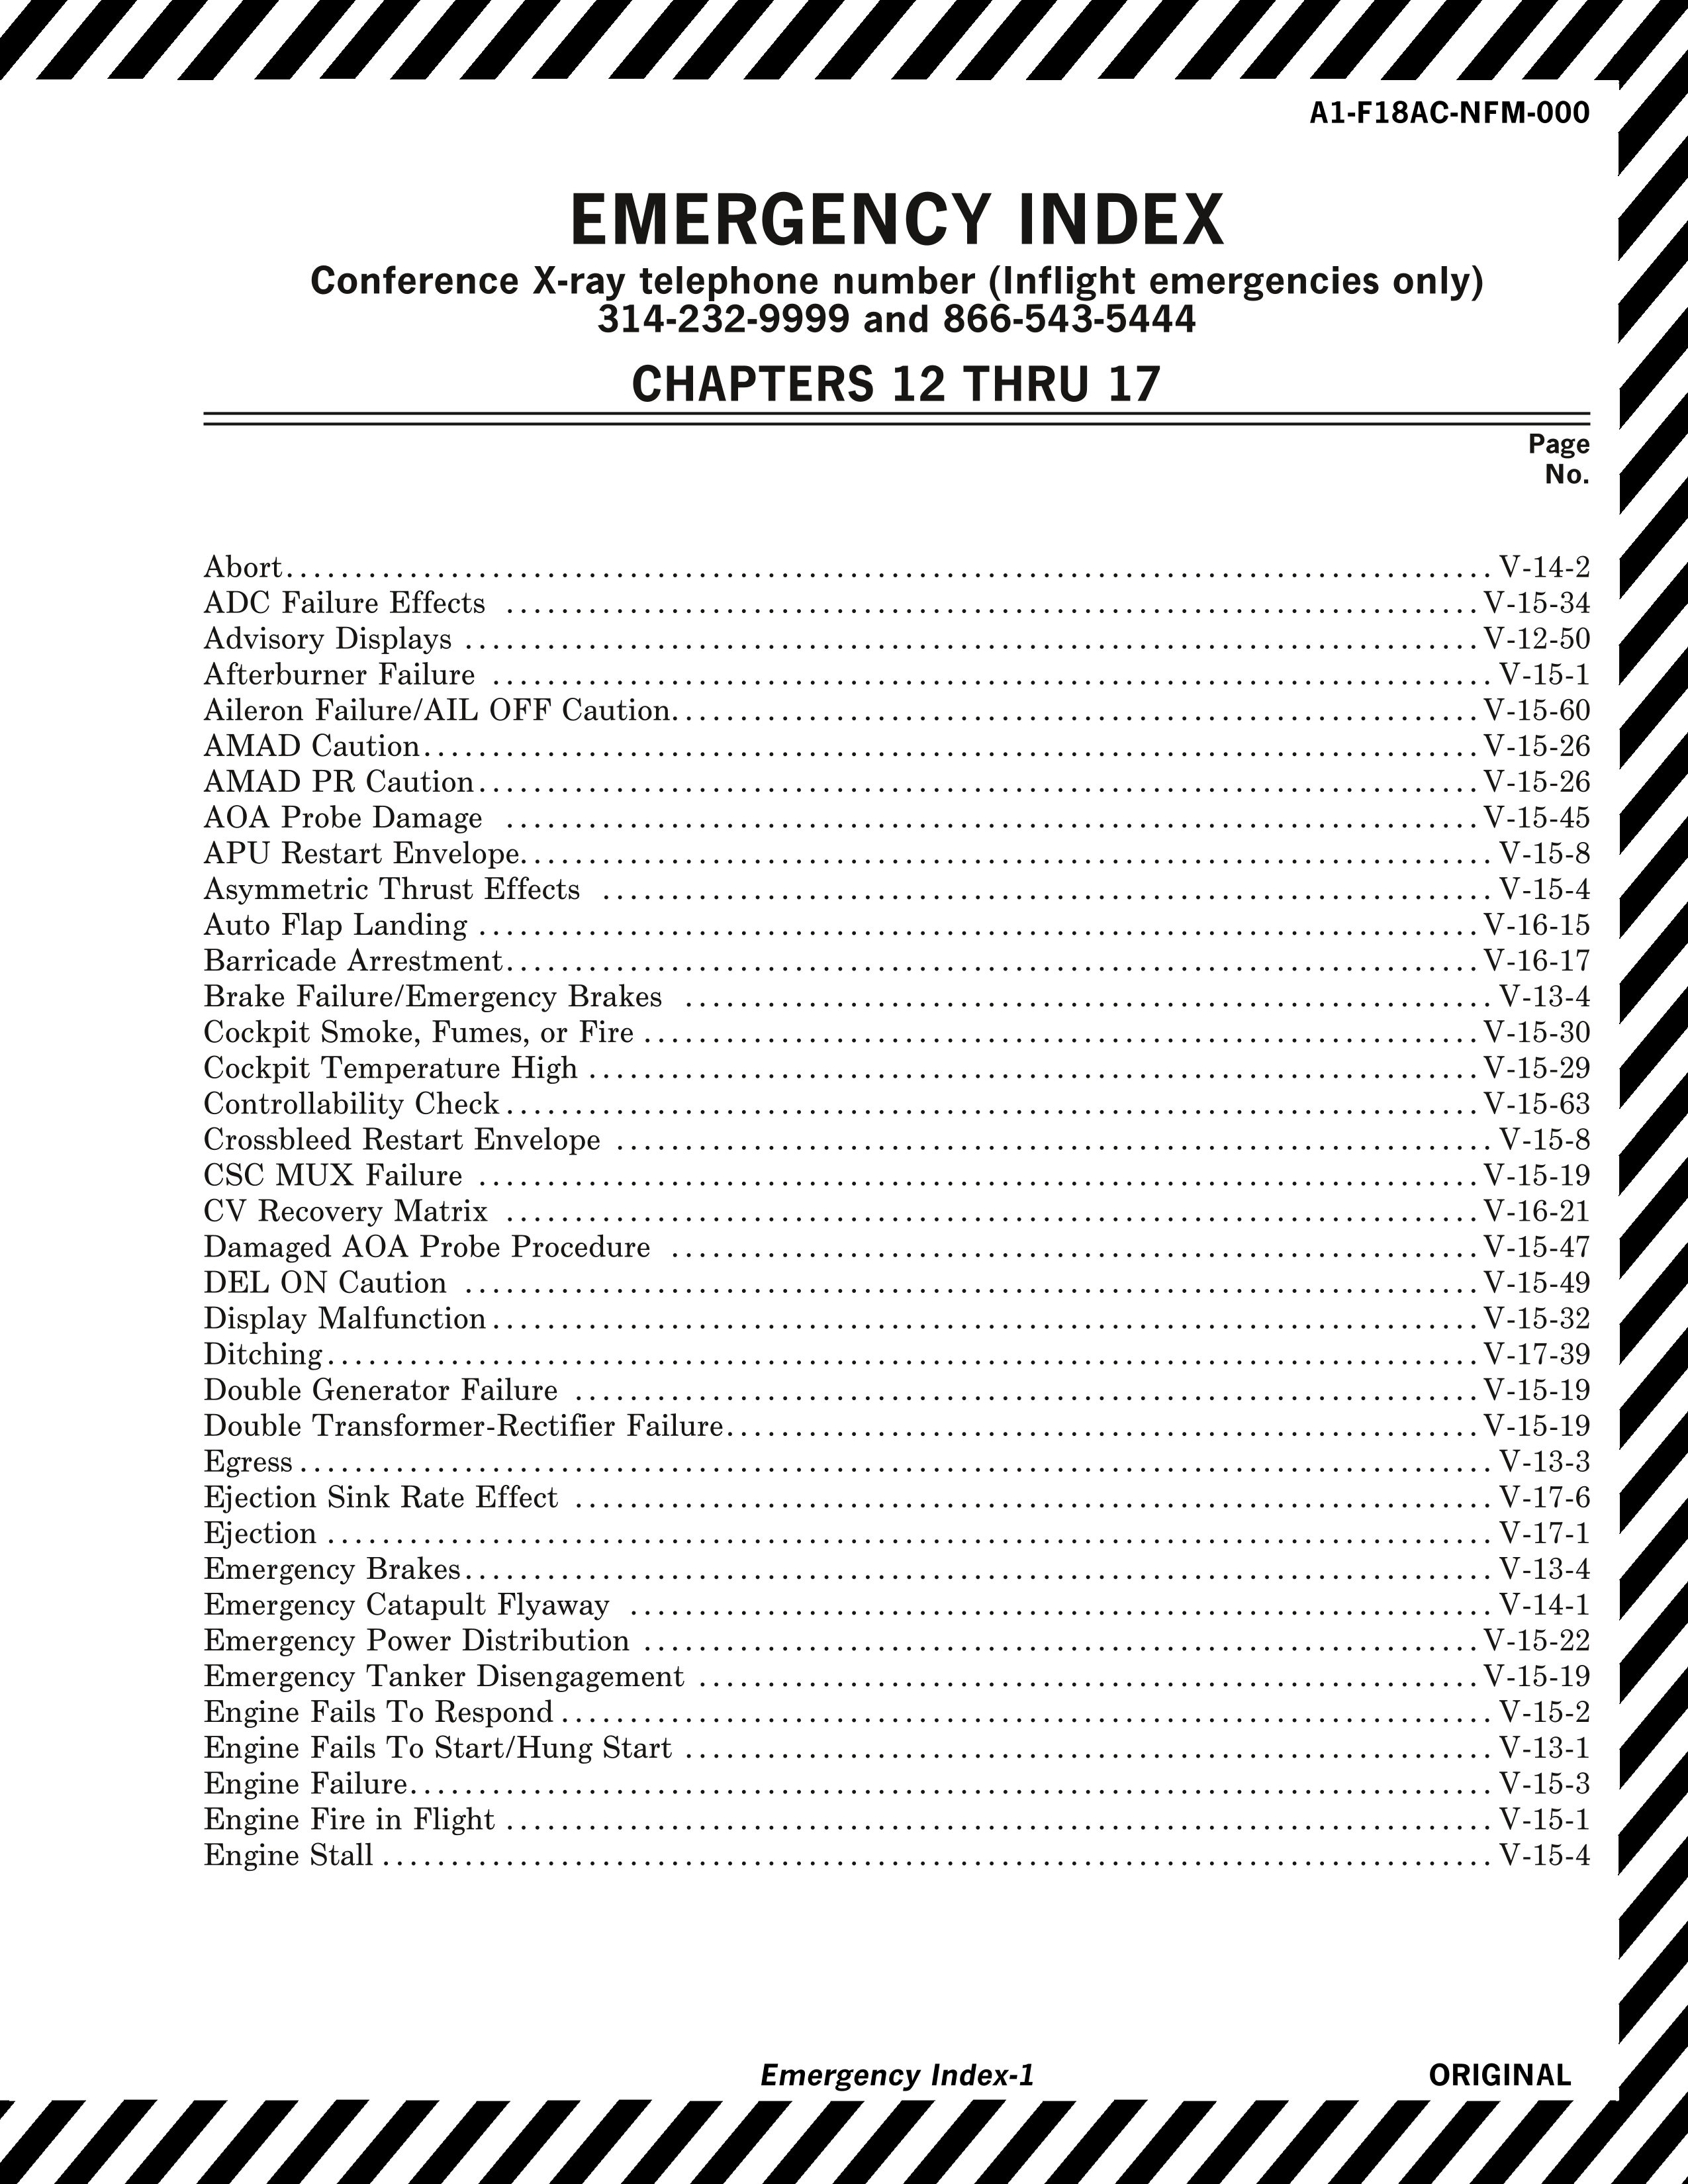 A1-F18AC-NFM-000
EMERGENCY INDEX
Conference X-ray telephone number (Inflight emergencies only)
314-232-9999 and 866-543-5444
CHAPTERS 12 THRU 17
Page
No.
Abort.......... V-14-2
ADC Failure Effects .......... V-15-34
Advisory Displays .......... V-12-50
Afterburner Failure .......... V-15-1
Aileron Failure/AIL OFF Caution.......... V-15-60
AMAD Caution.......... V-15-26
AMAD PR Caution.......... V-15-26
AOA Probe Damage .......... V-15-45
APU Restart Envelope.......... V-15-8
Asymmetric Thrust Effects .......... V-15-4
Auto Flap Landing .......... V-16-15
Barricade Arrestment.......... V-16-17
Brake Failure/Emergency Brakes .......... V-13-4
Cockpit Smoke, Fumes, or Fire .......... V-15-30
Cockpit Temperature High .......... V-15-29
Controllability Check.......... V-15-63
Crossbleed Restart Envelope .......... V-15-8
CSC MUX Failure .......... V-15-19
CV Recovery Matrix .......... V-16-21
Damaged AOA Probe Procedure .......... V-15-47
DEL ON Caution .......... V-15-49
Display Malfunction.......... V-15-32
Ditching.......... V-17-39
Double Generator Failure .......... V-15-19
Double Transformer-Rectifier Failure.......... V-15-19
Egress.......... V-13-3
Ejection Sink Rate Effect .......... V-17-6
Ejection .......... V-17-1
Emergency Brakes.......... V-13-4
Emergency Catapult Flyaway .......... V-14-1
Emergency Power Distribution .......... V-15-22
Emergency Tanker Disengagement .......... V-15-19
Engine Fails To Respond.......... V-15-2
Engine Fails To Start/Hung Start .......... V-13-1
Engine Failure.......... V-15-3
Engine Fire in Flight .......... V-15-1
Engine Stall .......... V-15-4
Emergency Index-1
ORIGINAL